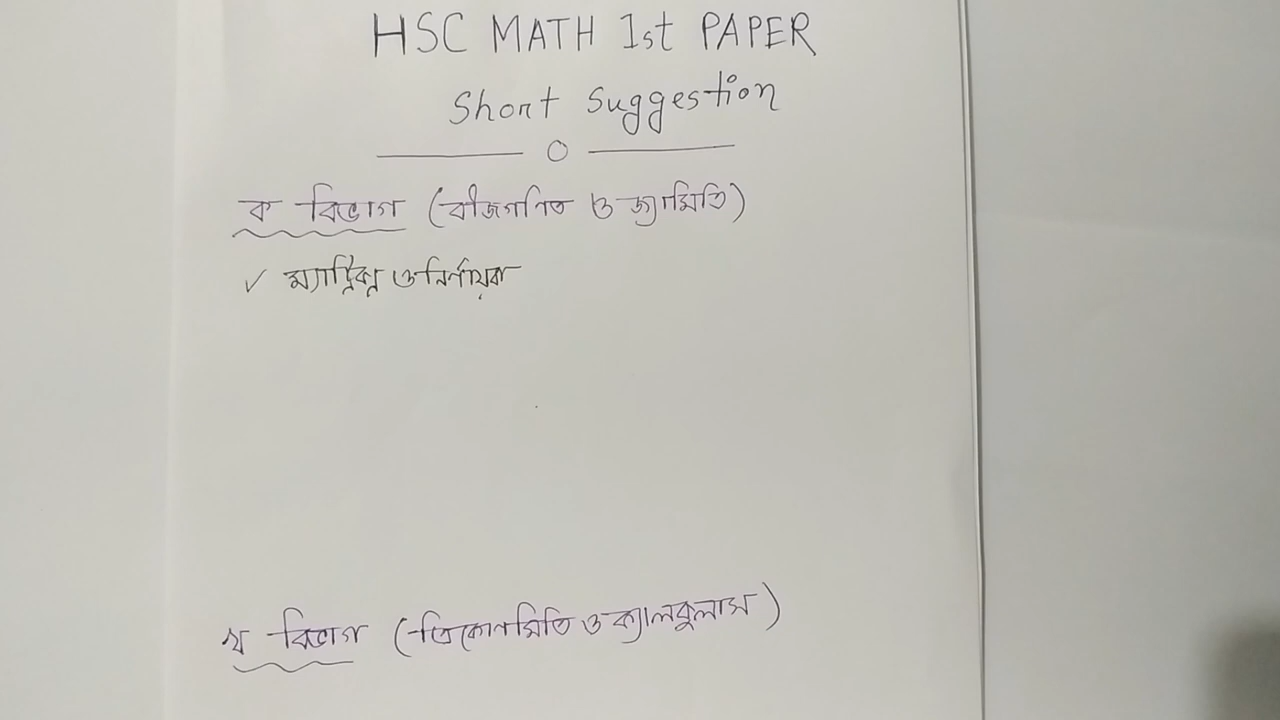 HSC MATH 1st PAPER
Short Suggestion
ক বিভাগ (বীজগণিত ও জ্যামিতি)
✓ ম্যাট্রিক্স ও নির্ণায়ক
খ বিভাগ (ত্রিকোণমিতি ও ক্যালকুলাস)